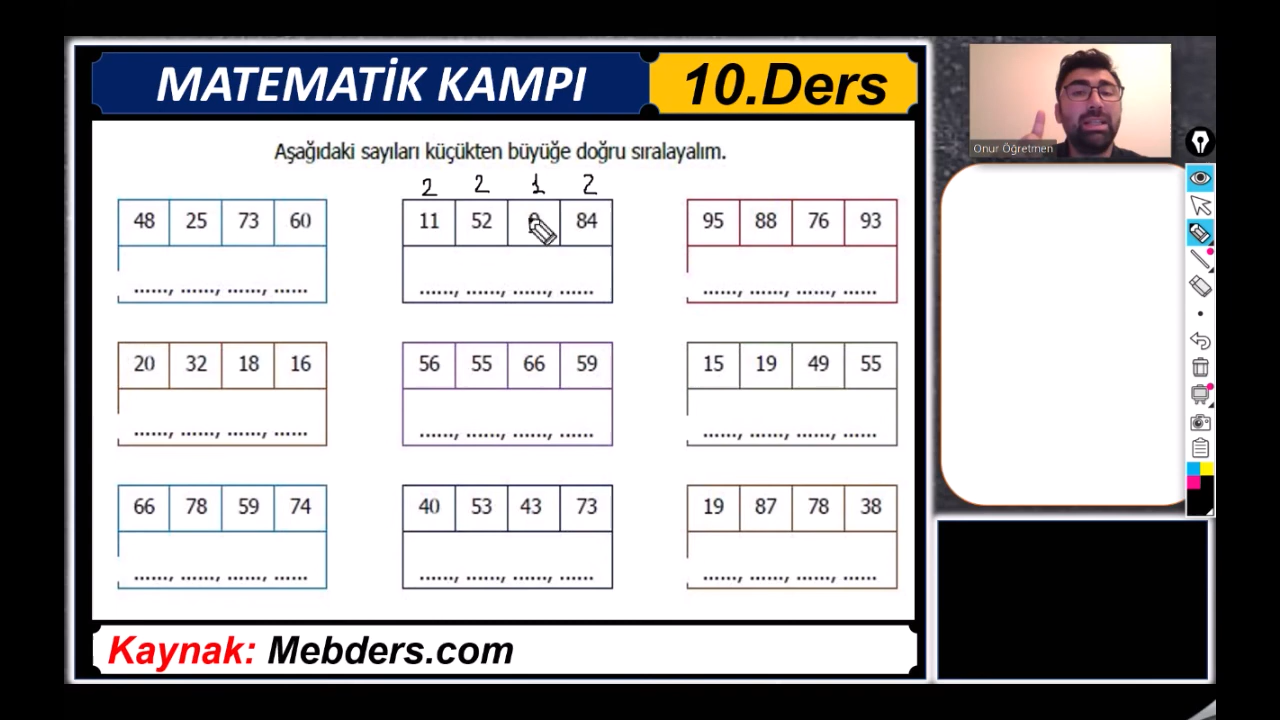 MATEMATİK KAMPI
10.Ders
Onur Öğretmen
Aşağıdaki sayıları küçükten büyüğe doğru sıralayalım.
2 2 1 2
48 25 73 60
......, ......, ......, ......
11 52 84
......, ......, ......, ......
95 88 76 93
......, ......, ......, ......
20 32 18 16
......, ......, ......, ......
56 55 66 59
......, ......, ......, ......
15 19 49 55
......, ......, ......, ......
66 78 59 74
......, ......, ......, ......
40 53 43 73
......, ......, ......, ......
19 87 78 38
......, ......, ......, ......
Kaynak: Mebders.com